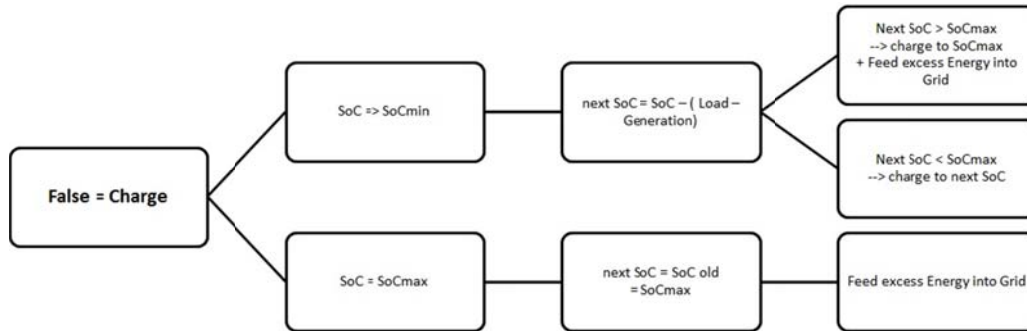 False = Charge
SoC => SoCmin
next SoC = SoC – ( Load –
Generation)
Next SoC > SoCmax
--> charge to SoCmax
+ Feed excess Energy into
Grid
Next SoC < SoCmax
--> charge to next SoC
SoC = SoCmax
next SoC = SoC old
= SoCmax
Feed excess Energy into Grid